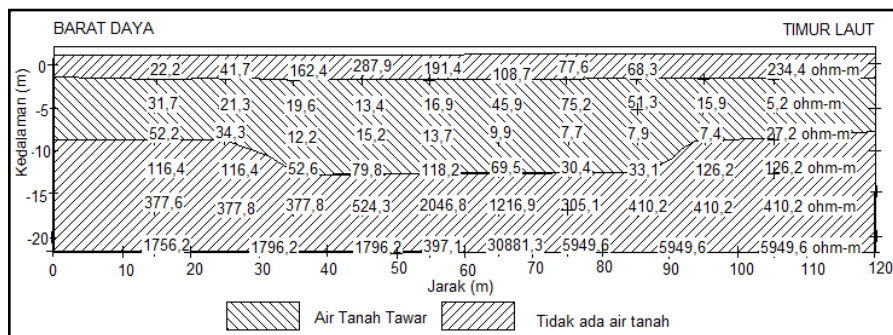 BARAT DAYA TIMUR LAUT
0 22,2 41,7 162,4 287,9 191,4 108,7 77,6 68,3 234,4 ohm-m
-5 31,7 21,3 19,6 13,4 16,9 45,9 75,2 51,3 15,9 5,2 ohm-m
52,2 34,3 12,2 15,2 13,7 9,9 7,7 7,9 7,4 27,2 ohm-m
-10
116,4 116,4 52,6 79,8 118,2 69,5 30,4 33,1 126,2 126,2 ohm-m
-15
377,6 377,8 377,8 524,3 2046,8 1216,9 305,1 410,2 410,2 410,2 ohm-m
-20 1756,2 1796,2 1796,2 397,1 30881,3 5949,6 5949,6 5949,6 ohm-m
Kedalaman (m)
0 10 20 30 40 50 60 70 80 90 100 110 120
Jarak (m)
Air Tanah Tawar Tidak ada air tanah